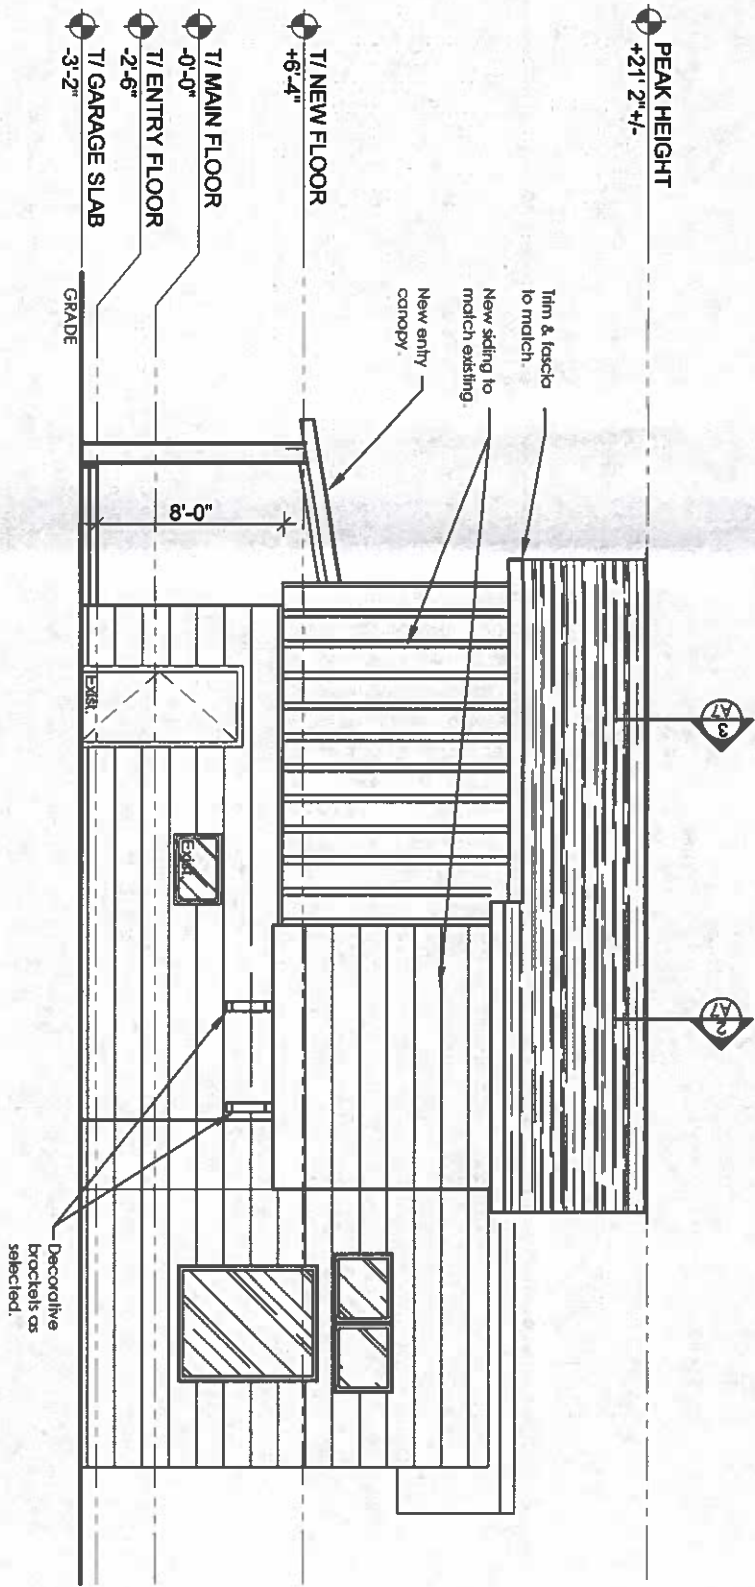 PEAK HEIGHT
+21' 2"+/-
T/ NEW FLOOR
+6'-4"
T/ MAIN FLOOR
-0'-0"
T/ ENTRY FLOOR
-2'-6"
T/ GARAGE SLAB
-3'-2"
GRADE
Trim & fascia
to match.
New siding to
match existing.
New entry
canopy.
8'-0"
3
A7
2
A7
Exist.
Exist.
Decorative
brackets as
selected.